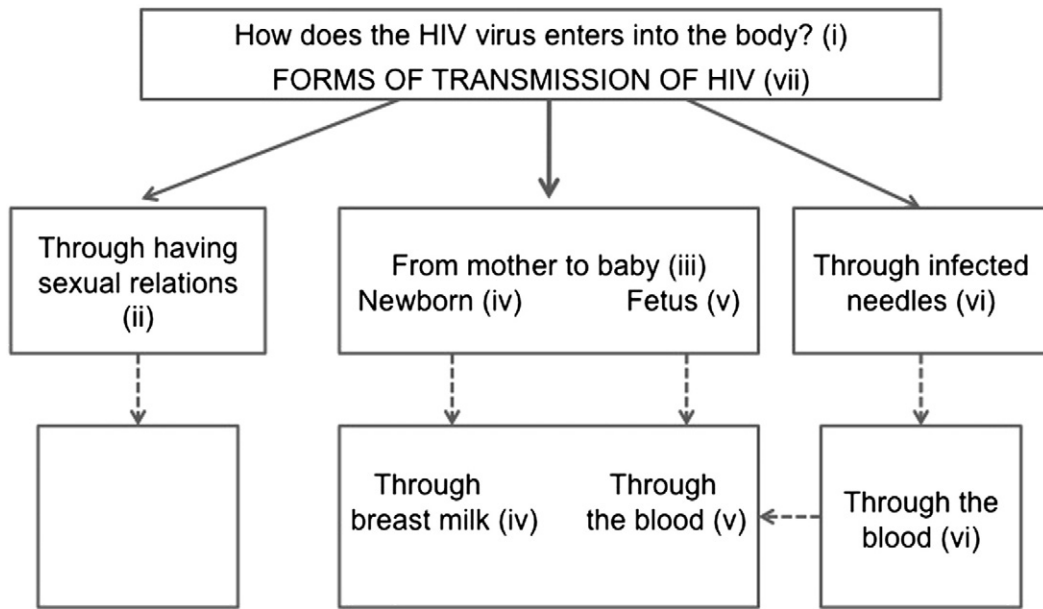 How does the HIV virus enters into the body? (i)
FORMS OF TRANSMISSION OF HIV (vii)
Through having
sexual relations
(ii)
From mother to baby (iii)
Newborn (iv) Fetus (v)
Through infected
needles (vi)
Through
breast milk (iv)
Through
the blood (v)
Through the
blood (vi)